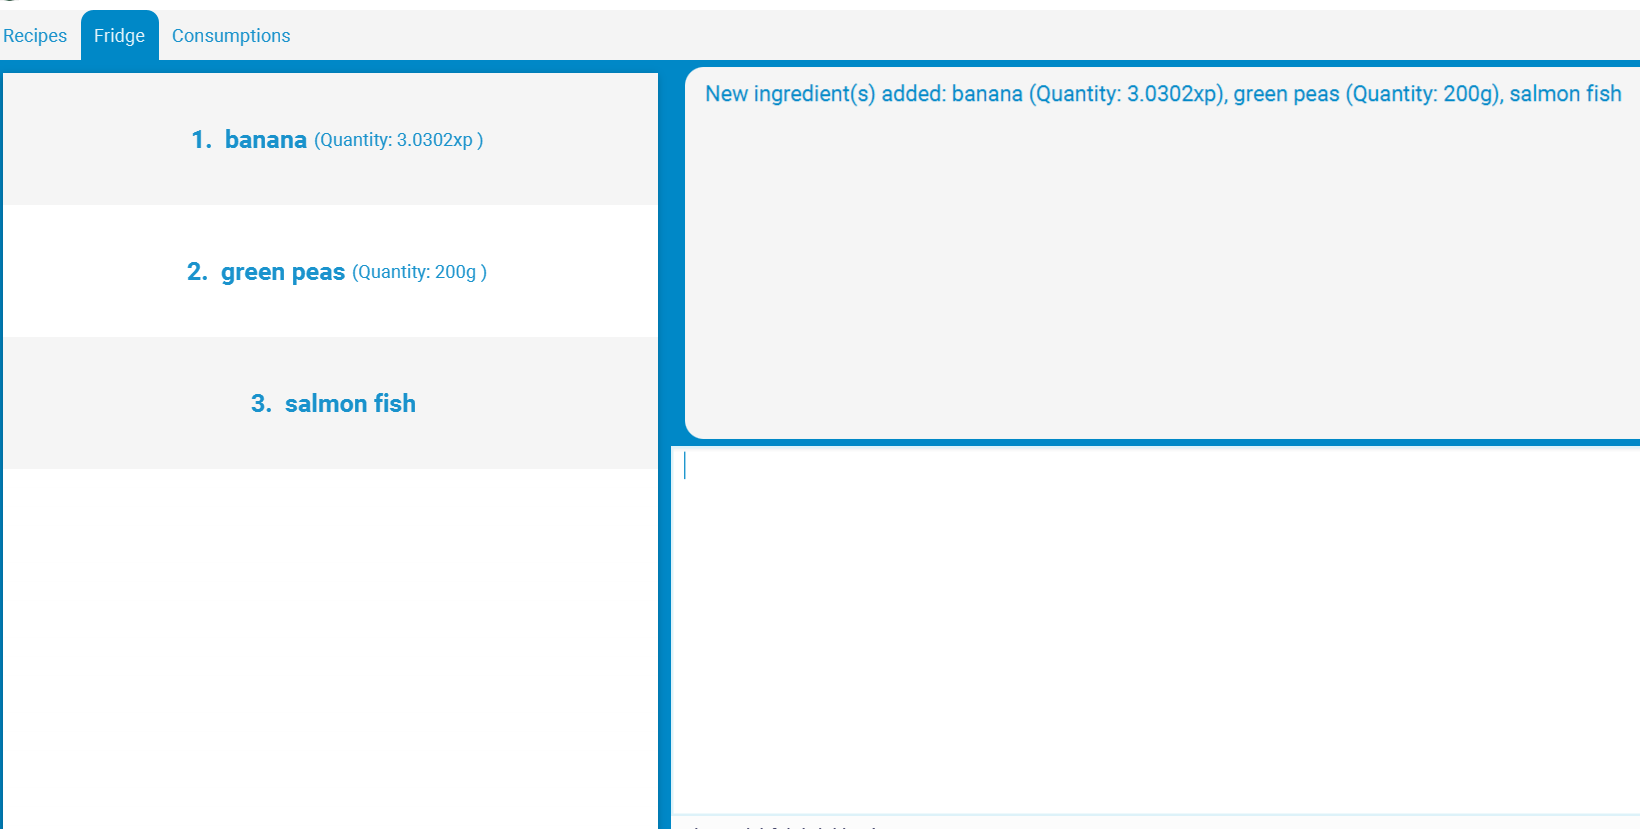 Recipes Fridge Consumptions
1. banana (Quantity: 3.0302xp )
2. green peas (Quantity: 200g )
3. salmon fish
New ingredient(s) added: banana (Quantity: 3.0302xp), green peas (Quantity: 200g), salmon fish